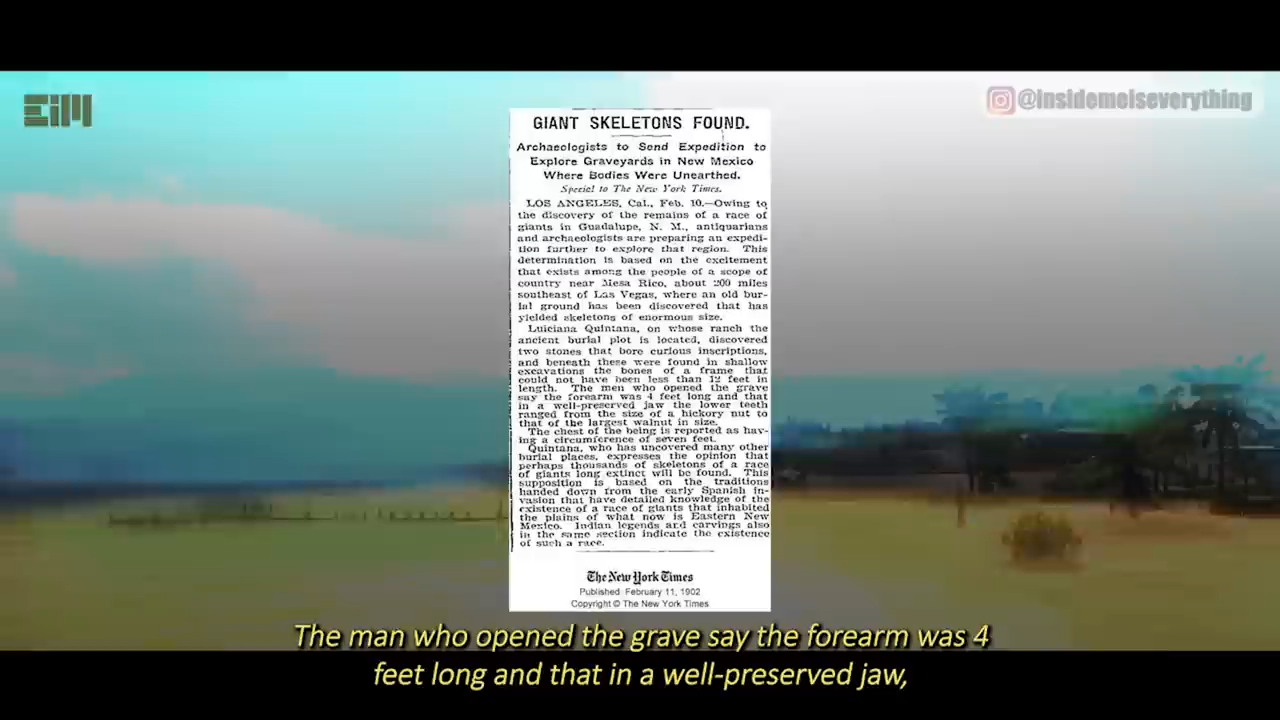 EiM
@insidemeiseverything
GIANT SKELETONS FOUND.
Archaeologists to Send Expedition to
Explore Graveyards in New Mexico
Where Bodies Were Unearthed.
Special to The New York Times.
LOS ANGELES, Cal., Feb. 10.—Owing to
the discovery of the remains of a race of
giants in Guadalupe, N. M., antiquarians
and archaeologists are preparing an expedi-
tion further to explore that region. This
determination is based on the excitement
that exists among the people of a scope of
country near Mesa Rico, about 200 miles
southeast of Las Vegas, where an old bur-
ial ground has been discovered that has
yielded skeletons of enormous size.
Luiciana Quintana, on whose ranch the
ancient burial plot is located, discovered
two stones that bore curious inscriptions,
and beneath these were found in shallow
excavations the bones of a frame that
could not have been less than 12 feet in
length. The men who opened the grave
say the forearm was 4 feet long and that
in a well-preserved jaw the lower teeth
ranged from the size of a hickory nut to
that of the largest walnut in size.
The chest of the being is reported as hav-
ing a circumference of seven feet.
Quintana, who has uncovered many other
burial places, expresses the opinion that
perhaps thousands of skeletons of a race
of giants long extinct will be found. This
supposition is based on the traditions
handed down from the early Spanish in-
vasion that have detailed knowledge of the
existence of a race of giants that inhabited
the plains of what now is Eastern New
Mexico. Indian legends and carvings also
in the same section indicate the existence
of such a race.
The New York Times
Published February 11, 1902
Copyright © The New York Times
The man who opened the grave say the forearm was 4
feet long and that in a well-preserved jaw,